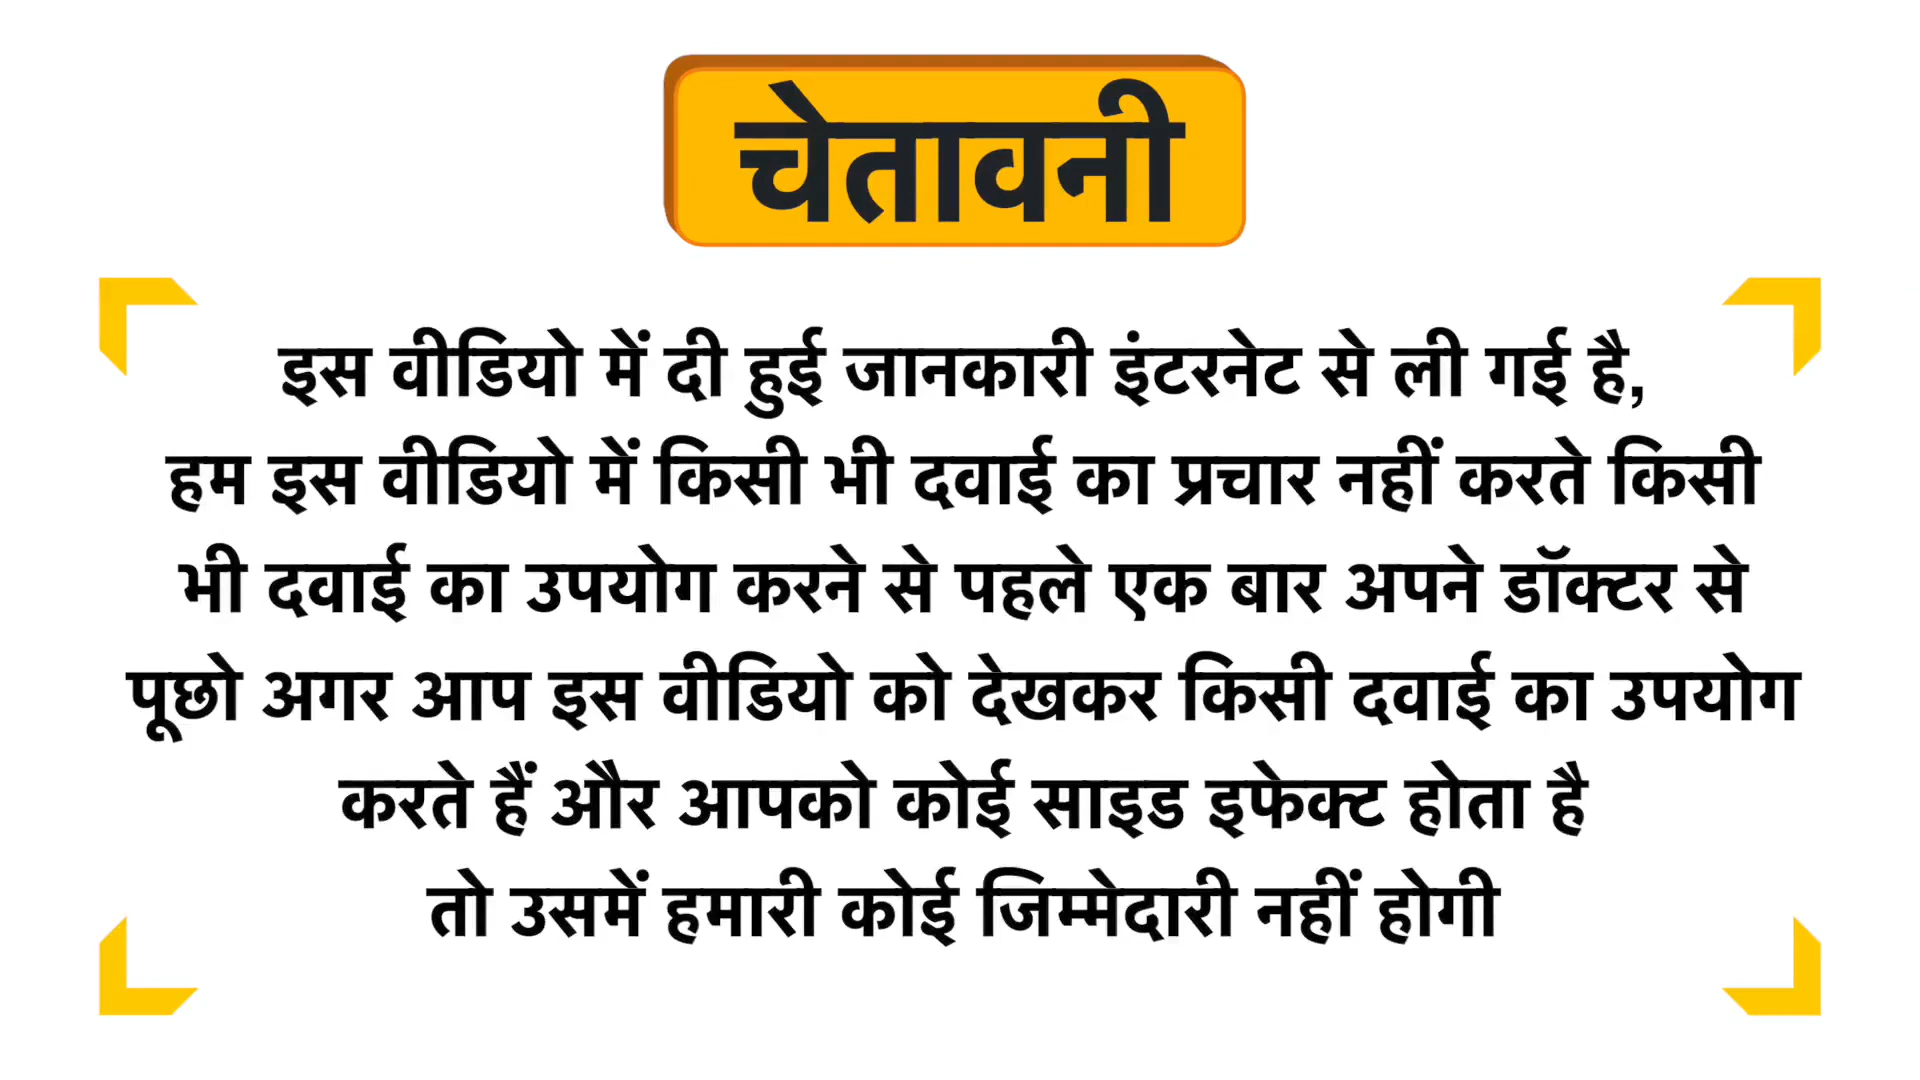 चेतावनी
इस वीडियो में दी हुई जानकारी इंटरनेट से ली गई है,
हम इस वीडियो में किसी भी दवाई का प्रचार नहीं करते किसी
भी दवाई का उपयोग करने से पहले एक बार अपने डॉक्टर से
पूछो अगर आप इस वीडियो को देखकर किसी दवाई का उपयोग
करते हैं और आपको कोई साइड इफेक्ट होता है
तो उसमें हमारी कोई जिम्मेदारी नहीं होगी